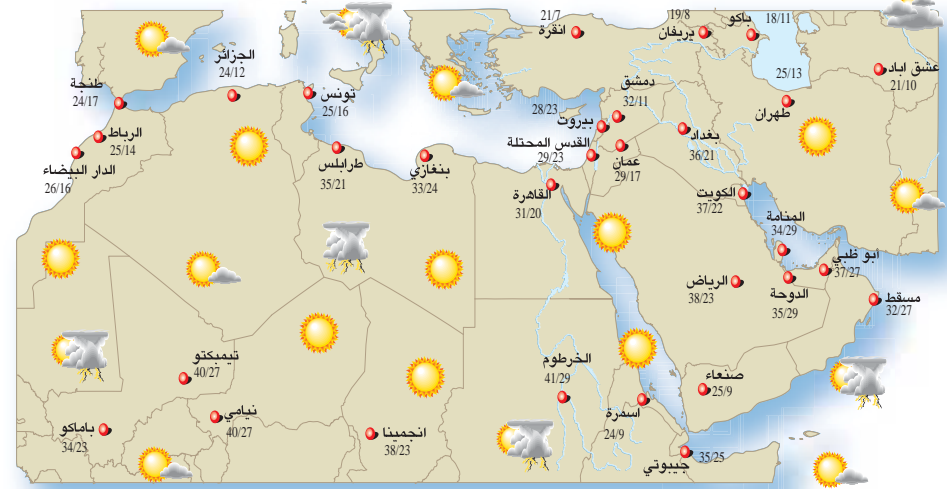 21/7
انقرة
19/8
يريفان
باكو
18/11
25/13
عشق اباد
21/10
طهران
الجزائر
24/12
طنجة
24/17
تونس
25/16
الرباط
25/14
الدار البيضاء
26/16
طرابلس
35/21
بنغازي
33/24
28/23
دمشق
32/11
بيروت
القدس المحتلة
29/23
عمان
29/17
بغداد
36/21
القاهرة
31/20
الكويت
37/22
المنامة
34/29
ابو ظبي
37/27
الرياض
38/23
الدوحة
35/29
مسقط
32/27
تيمبكتو
40/27
الخرطوم
41/29
صنعاء
25/9
اسمرة
24/9
باماكو
34/23
نيامي
40/27
انجمينا
38/23
جيبوتي
35/25